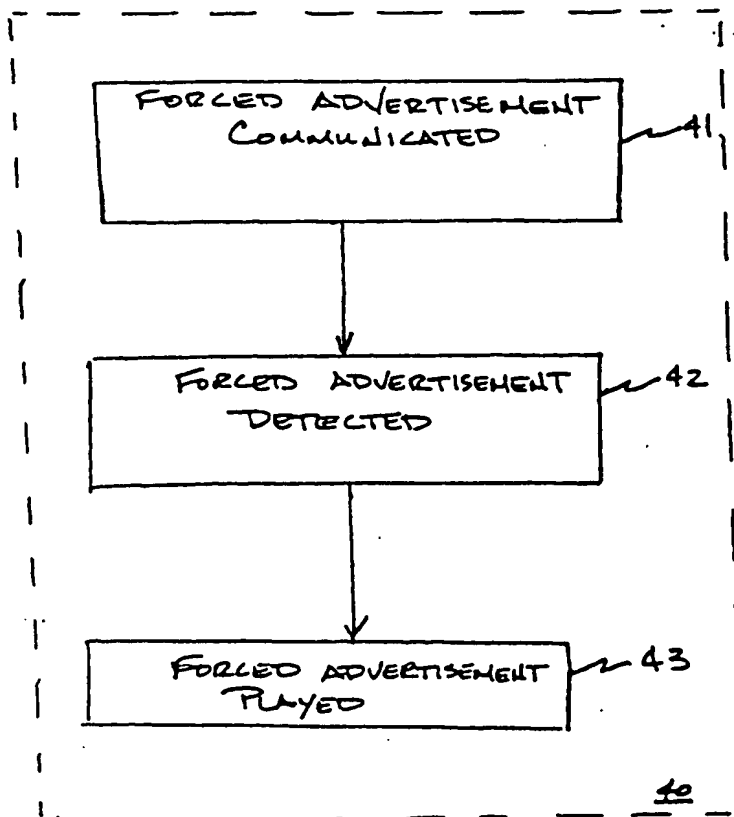 FORCED ADVERTISEMENT
COMMUNICATED
41
FORCED ADVERTISEMENT
DETECTED
42
FORCED ADVERTISEMENT
PLAYED
43
40